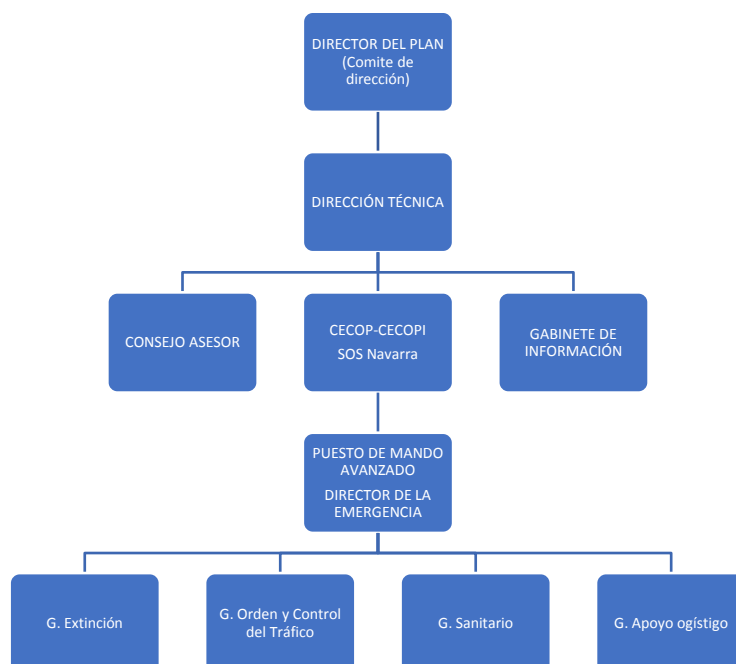 DIRECTOR DEL PLAN
(Comite de
dirección)
DIRECCIÓN TÉCNICA
CONSEJO ASESOR
CECOP-CECOPI
SOS Navarra
GABINETE DE
INFORMACIÓN
PUESTO DE MANDO
AVANZADO
DIRECTOR DE LA
EMERGENCIA
G. Extinción
G. Orden y Control
del Tráfico
G. Sanitario
G. Apoyo ogístigo